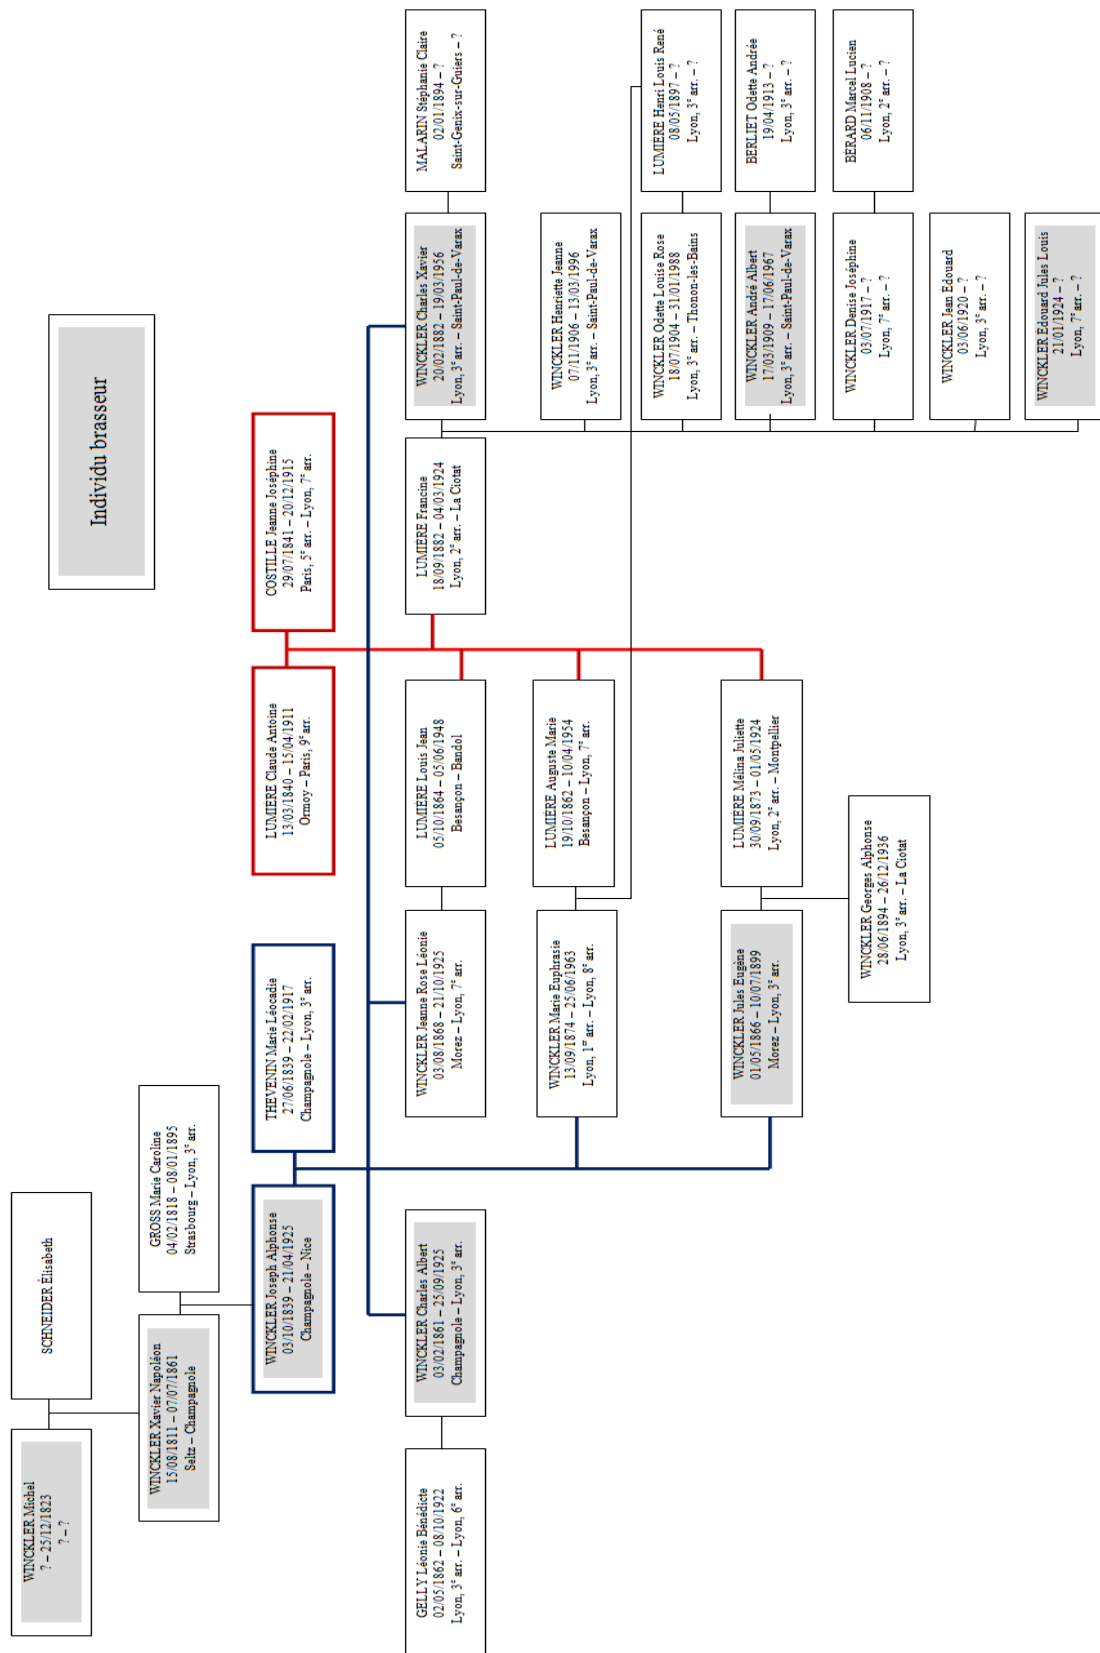 WINCKLER Michel
? – 25/12/1823
? – ?
SCHNEIDER Élisabeth
WINCKLER Xavier Napoléon
15/08/1811 – 07/07/1861
Seltz – Champagnole
GROSS Marie Caroline
04/02/1818 – 08/01/1895
Strasbourg – Lyon, 3e arr.
Individu brasseur
WINCKLER Joseph Alphonse
03/10/1839 – 21/04/1925
Champagnole – Nice
THEVENIN Marie Léocadie
27/06/1839 – 22/02/1917
Champagnole – Lyon, 3e arr.
LUMIÈRE Claude Antoine
13/03/1840 – 15/04/1911
Ormoy – Paris, 9e arr.
COSTILLE Jeanne Joséphine
29/07/1841 – 20/12/1915
Paris, 5e arr. – Lyon, 7e arr.
GELLY Léonie Bénédicte
02/05/1862 – 08/10/1922
Lyon, 3e arr. – Lyon, 6e arr.
WINCKLER Charles Albert
03/02/1861 – 25/09/1925
Champagnole – Lyon, 3e arr.
WINCKLER Jeanne Rose Léonie
03/08/1868 – 21/10/1925
Morez – Lyon, 7e arr.
LUMIÈRE Louis Jean
05/10/1864 – 05/06/1948
Besançon – Bandol
LUMIÈRE Francine
18/09/1882 – 04/03/1924
Lyon, 2e arr. – La Ciotat
WINCKLER Charles Xavier
20/02/1882 – 19/03/1956
Lyon, 3e arr. – Saint-Paul-de-Varax
MALARIN Stéphanie Claire
02/01/1894 – ?
Saint-Genix-sur-Guiers – ?
WINCKLER Marie Euphrasie
13/09/1874 – 25/06/1963
Lyon, 1er arr. – Lyon, 8e arr.
LUMIÈRE Auguste Marie
19/10/1862 – 10/04/1954
Besançon – Lyon, 7e arr.
WINCKLER Henriette Jeanne
07/11/1906 – 13/03/1996
Lyon, 3e arr. – Saint-Paul-de-Varax
WINCKLER Odette Louise Rose
18/07/1904 – 31/01/1988
Lyon, 3e arr. – Thonon-les-Bains
LUMIÈRE Henri Louis René
08/05/1897 – ?
Lyon, 3e arr. – ?
WINCKLER Jules Eugène
01/05/1866 – 10/07/1899
Morez – Lyon, 3e arr.
LUMIÈRE Mélina Juliette
30/09/1873 – 01/05/1924
Lyon, 2e arr. – Montpellier
WINCKLER André Albert
17/03/1909 – 17/06/1967
Lyon, 3e arr. – Saint-Paul-de-Varax
BERLIET Odette Andrée
19/04/1913 – ?
Lyon, 3e arr. – ?
WINCKLER Georges Alphonse
28/06/1894 – 26/12/1936
Lyon, 3e arr. – La Ciotat
WINCKLER Denise Joséphine
03/07/1917 – ?
Lyon, 7e arr. – ?
BÉRARD Marcel Lucien
06/11/1908 – ?
Lyon, 2e arr. – ?
WINCKLER Jean Edouard
03/06/1920 – ?
Lyon, 3e arr. – ?
WINCKLER Édouard Jules Louis
21/01/1924 – ?
Lyon, 7e arr. – ?